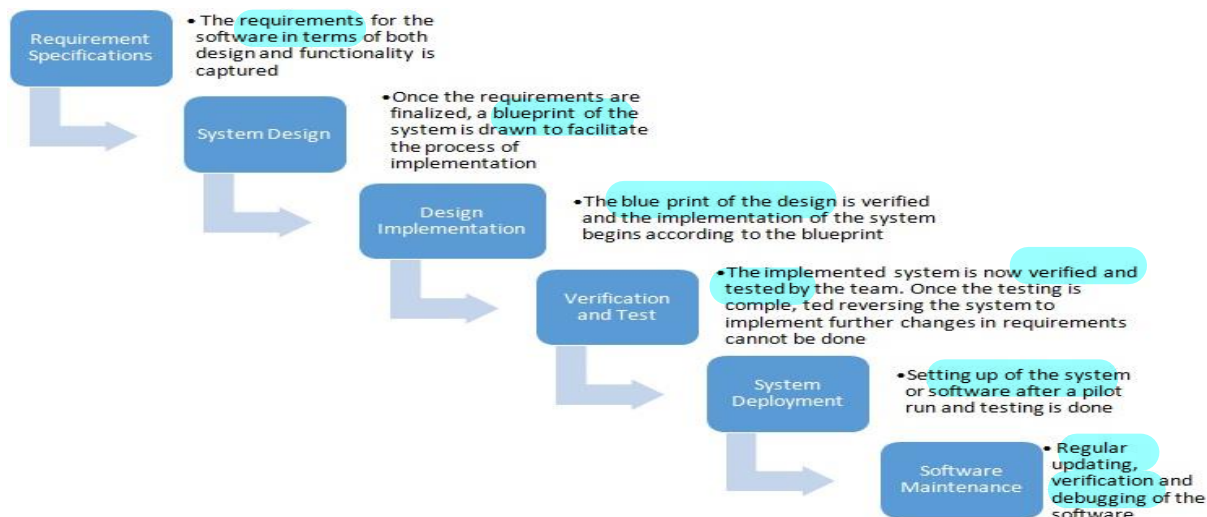 Requirement
Specifications
• The requirements for the
software in terms of both
design and functionality is
captured
System Design
•Once the requirements are
finalized, a blueprint of the
system is drawn to facilitate
the process of
implementation
Design
Implementation
•The blue print of the design is verified
and the implementation of the system
begins according to the blueprint
Verification
and Test
•The implemented system is now verified and
tested by the team. Once the testing is
comple, ted reversing the system to
implement further changes in requirements
cannot be done
System
Deployment
•Setting up of the system
or software after a pilot
run and testing is done
Software
Maintenance
• Regular
updating,
verification and
debugging of the
software